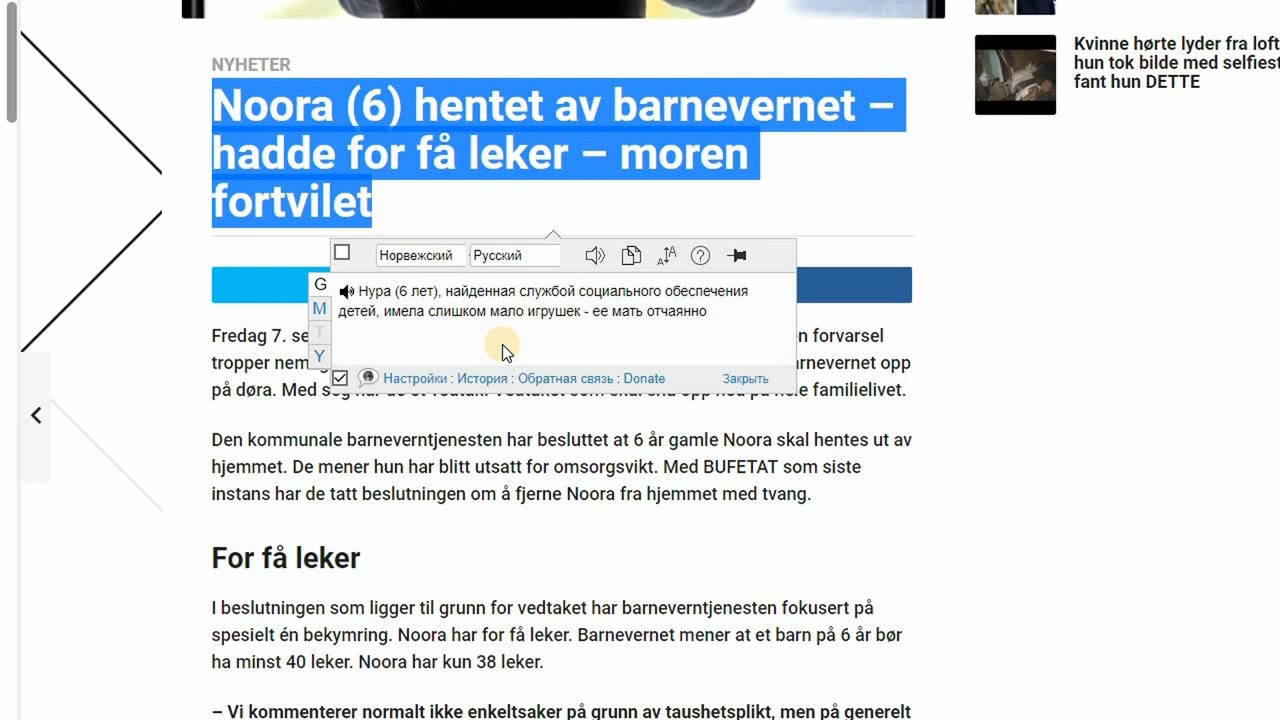 Kvinne hørte lyder fra loft
hun tok bilde med selfiest
fant hun DETTE
NYHETER
Noora (6) hentet av barnevernet –
hadde for få leker – moren
fortvilet
Норвежский
Русский
G
M
T
Y
Нура (6 лет), найденная службой социального обеспечения
детей, имела слишком мало игрушек - ее мать отчаянно
Настройки : История : Обратная связь : Donate
Закрыть
Fredag 7. se n forvarsel
tropper nem arnevernet opp
på døra. Med familielivet.
Den kommunale barneverntjenesten har besluttet at 6 år gamle Noora skal hentes ut av
hjemmet. De mener hun har blitt utsatt for omsorgsvikt. Med BUFETAT som siste
instans har de tatt beslutningen om å fjerne Noora fra hjemmet med tvang.
For få leker
I beslutningen som ligger til grunn for vedtaket har barneverntjenesten fokusert på
spesielt én bekymring. Noora har for få leker. Barnevernet mener at et barn på 6 år bør
ha minst 40 leker. Noora har kun 38 leker.
– Vi kommenterer normalt ikke enkeltsaker på grunn av taushetsplikt, men på generelt